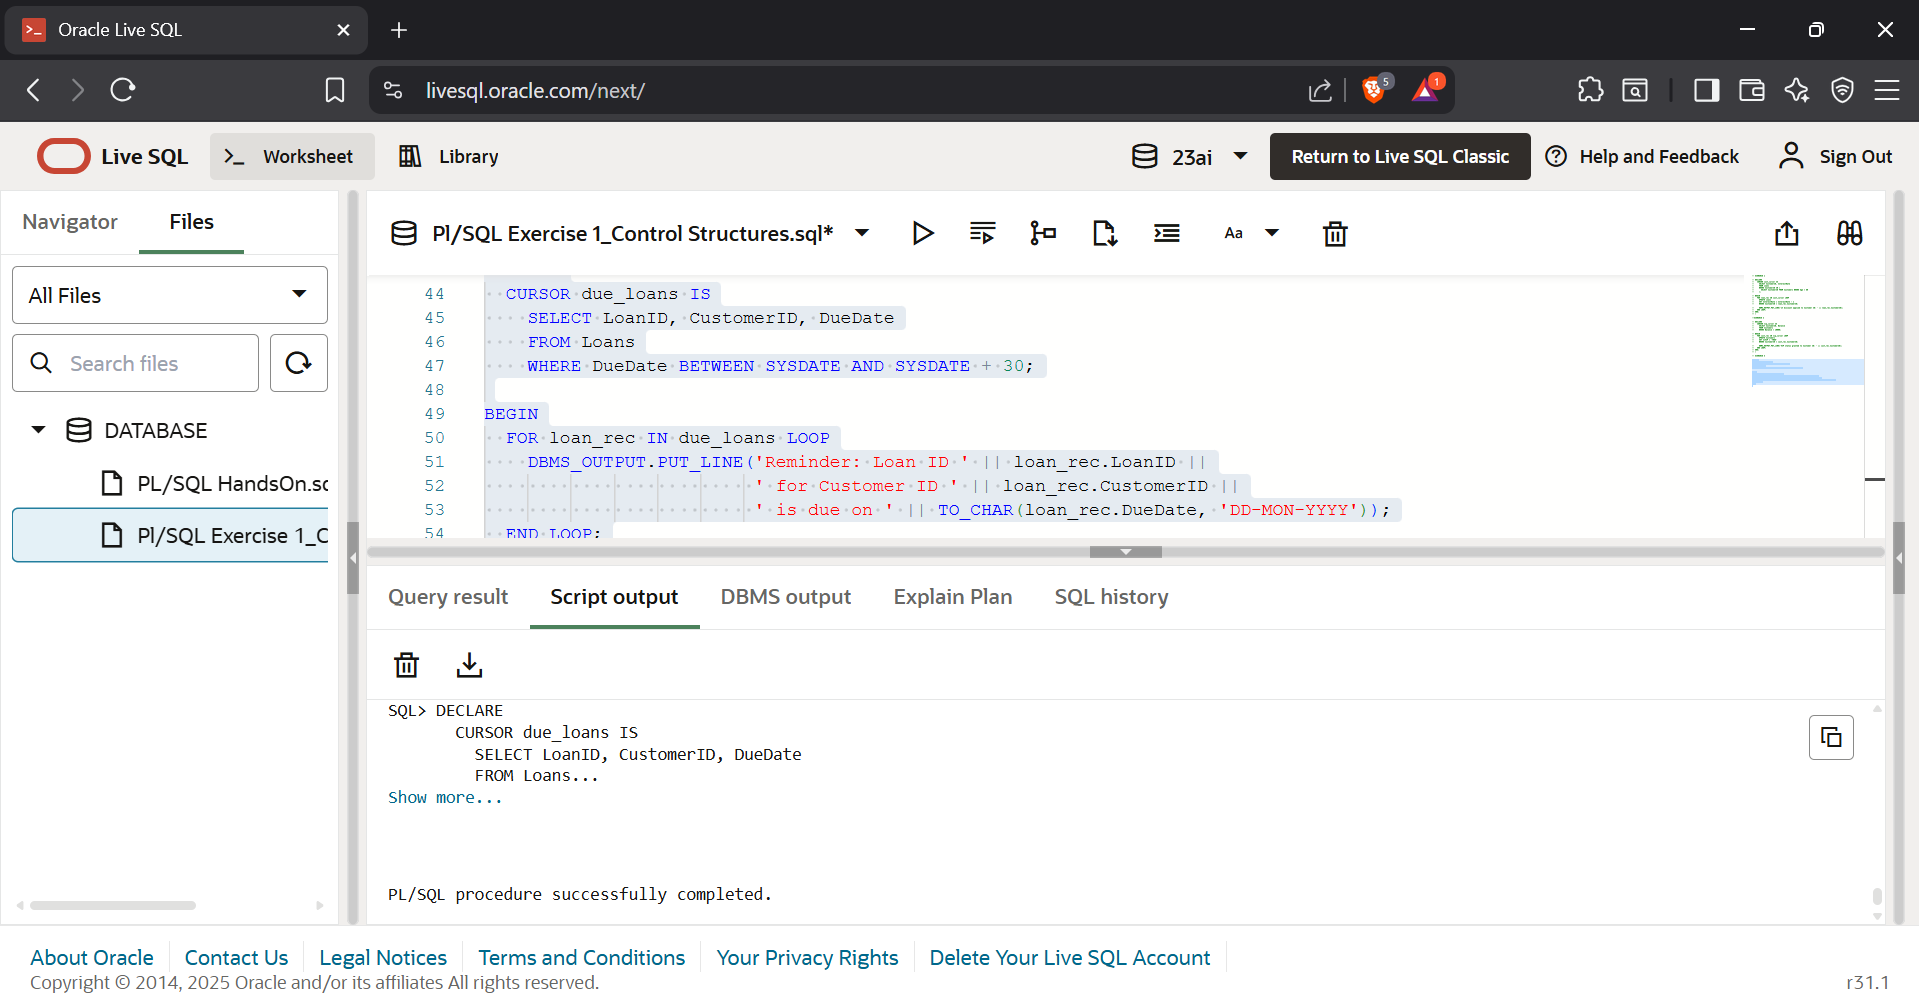 Oracle Live SQL
livesql.oracle.com/next/
5
1
Live SQL
>_ Worksheet
Library
23ai
Return to Live SQL Classic
Help and Feedback
Sign Out
Navigator
Files
All Files
Search files
DATABASE
PL/SQL HandsOn.sc
Pl/SQL Exercise 1_C
Pl/SQL Exercise 1_Control Structures.sql*
Aa
44 CURSOR due_loans IS
45 SELECT LoanID, CustomerID, DueDate
46 FROM Loans
47 WHERE DueDate BETWEEN SYSDATE AND SYSDATE + 30;
48
49 BEGIN
50 FOR loan_rec IN due_loans LOOP
51 DBMS_OUTPUT.PUT_LINE('Reminder: Loan ID ' || loan_rec.LoanID ||
52 ' for Customer ID ' || loan_rec.CustomerID ||
53 ' is due on ' || TO_CHAR(loan_rec.DueDate, 'DD-MON-YYYY'));
54 END LOOP;
Query result
Script output
DBMS output
Explain Plan
SQL history
SQL> DECLARE
CURSOR due_loans IS
SELECT LoanID, CustomerID, DueDate
FROM Loans...
Show more...
PL/SQL procedure successfully completed.
About Oracle
Contact Us
Legal Notices
Terms and Conditions
Your Privacy Rights
Delete Your Live SQL Account
Copyright © 2014, 2025 Oracle and/or its affiliates All rights reserved.
r31.1